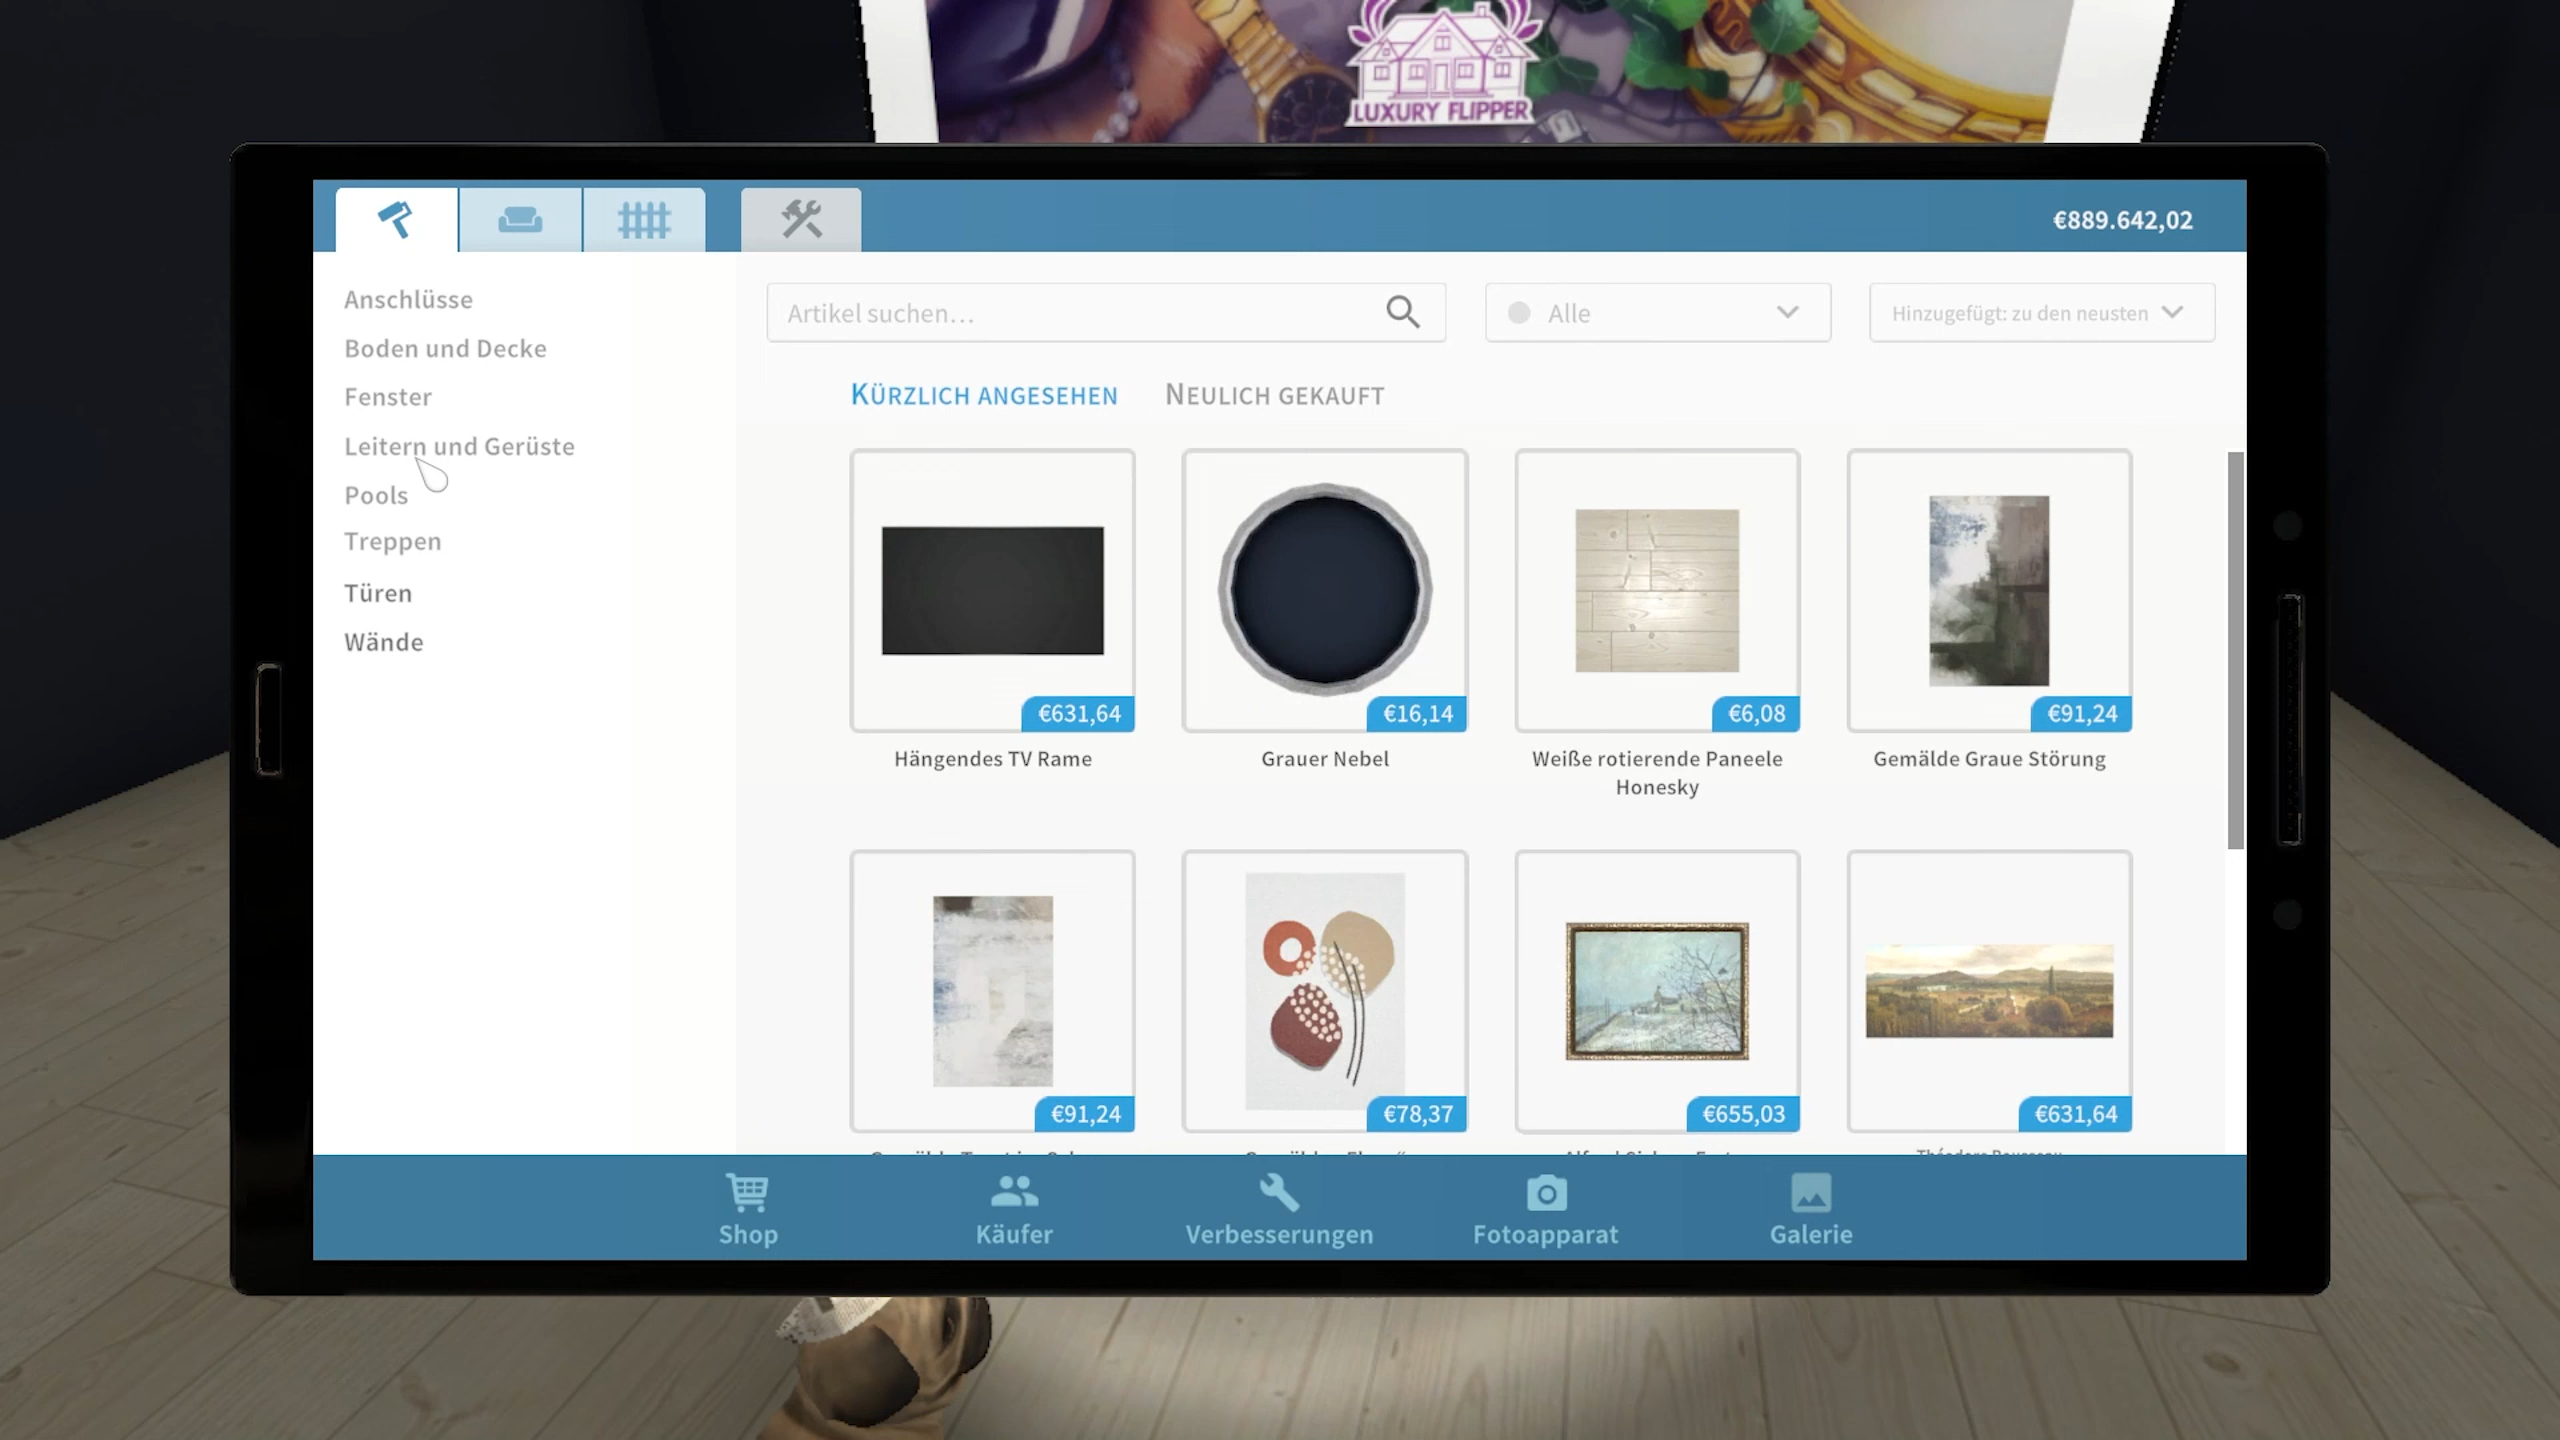 LUXURY FLIPPER
€889.642,02
Anschlüsse
Boden und Decke
Fenster
Leitern und Gerüste
Pools
Treppen
Türen
Wände
Artikel suchen...
Alle
Hinzugefügt: zu den neusten
KÜRZLICH ANGESEHEN
NEULICH GEKAUFT
€631,64
€16,14
€6,08
€91,24
Hängendes TV Rame
Grauer Nebel
Weiße rotierende Paneele
Honesky
Gemälde Graue Störung
€91,24
€78,37
€655,03
€631,64
Shop
Käufer
Verbesserungen
Fotoapparat
Galerie